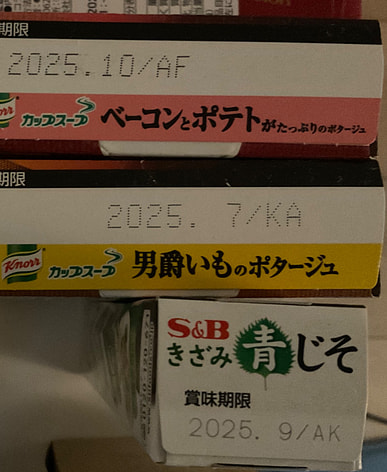 期限
2025.10/AF
Knorr カップスープ ベーコンとポテトがたっぷりのポタージュ
期限
2025. 7/KA
Knorr カップスープ 男爵いものポタージュ
S&B
きざみ青じそ
賞味期限
2025. 9/AK